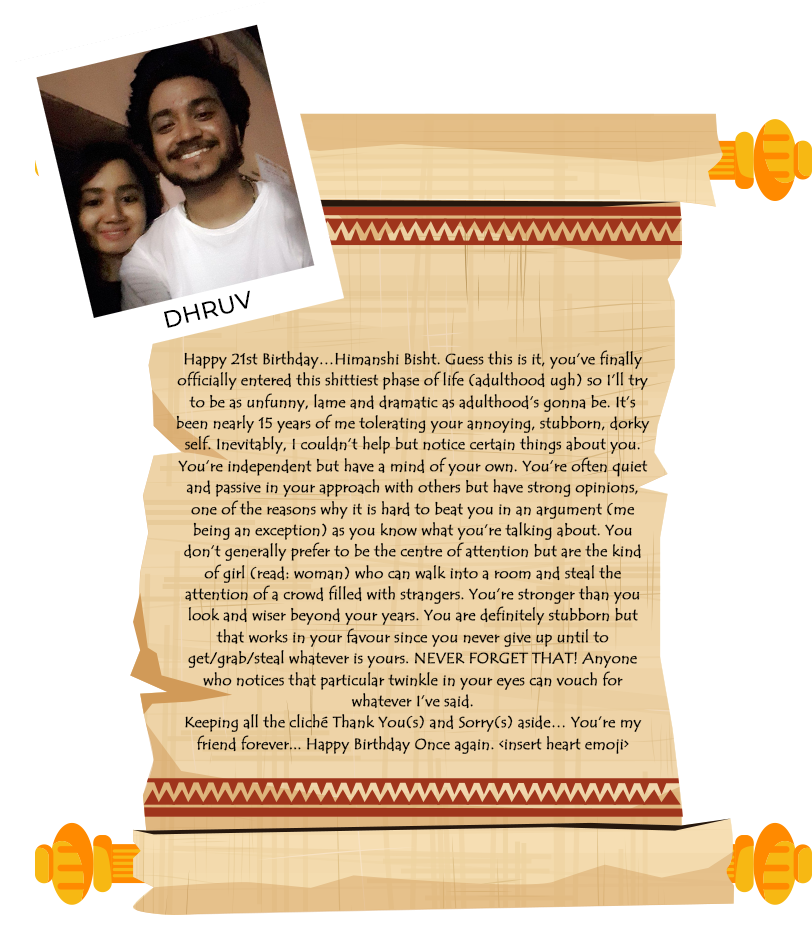 DHRUV
Happy 21st Birthday...Himanshi Bisht. Guess this is it, you've finally
officially entered this shittiest phase of life (adulthood ugh) so I'll try
to be as unfunny, lame and dramatic as adulthood's gonna be. It's
been nearly 15 years of me tolerating your annoying, stubborn, dorky
self. Inevitably, I couldn't help but notice certain things about you.
You're independent but have a mind of your own. You're often quiet
and passive in your approach with others but have strong opinions,
one of the reasons why it is hard to beat you in an argument (me
being an exception) as you know what you're talking about. You
don't generally prefer to be the centre of attention but are the kind
of girl (read: woman) who can walk into a room and steal the
attention of a crowd filled with strangers. You're stronger than you
look and wiser beyond your years. You are definitely stubborn but
that works in your favour since you never give up until to
get/grab/steal whatever is yours. NEVER FORGET THAT! Anyone
who notices that particular twinkle in your eyes can vouch for
whatever I've said.
Keeping all the cliché Thank You(s) and Sorry(s) aside... You're my
friend forever... Happy Birthday Once again. <insert heart emoji>